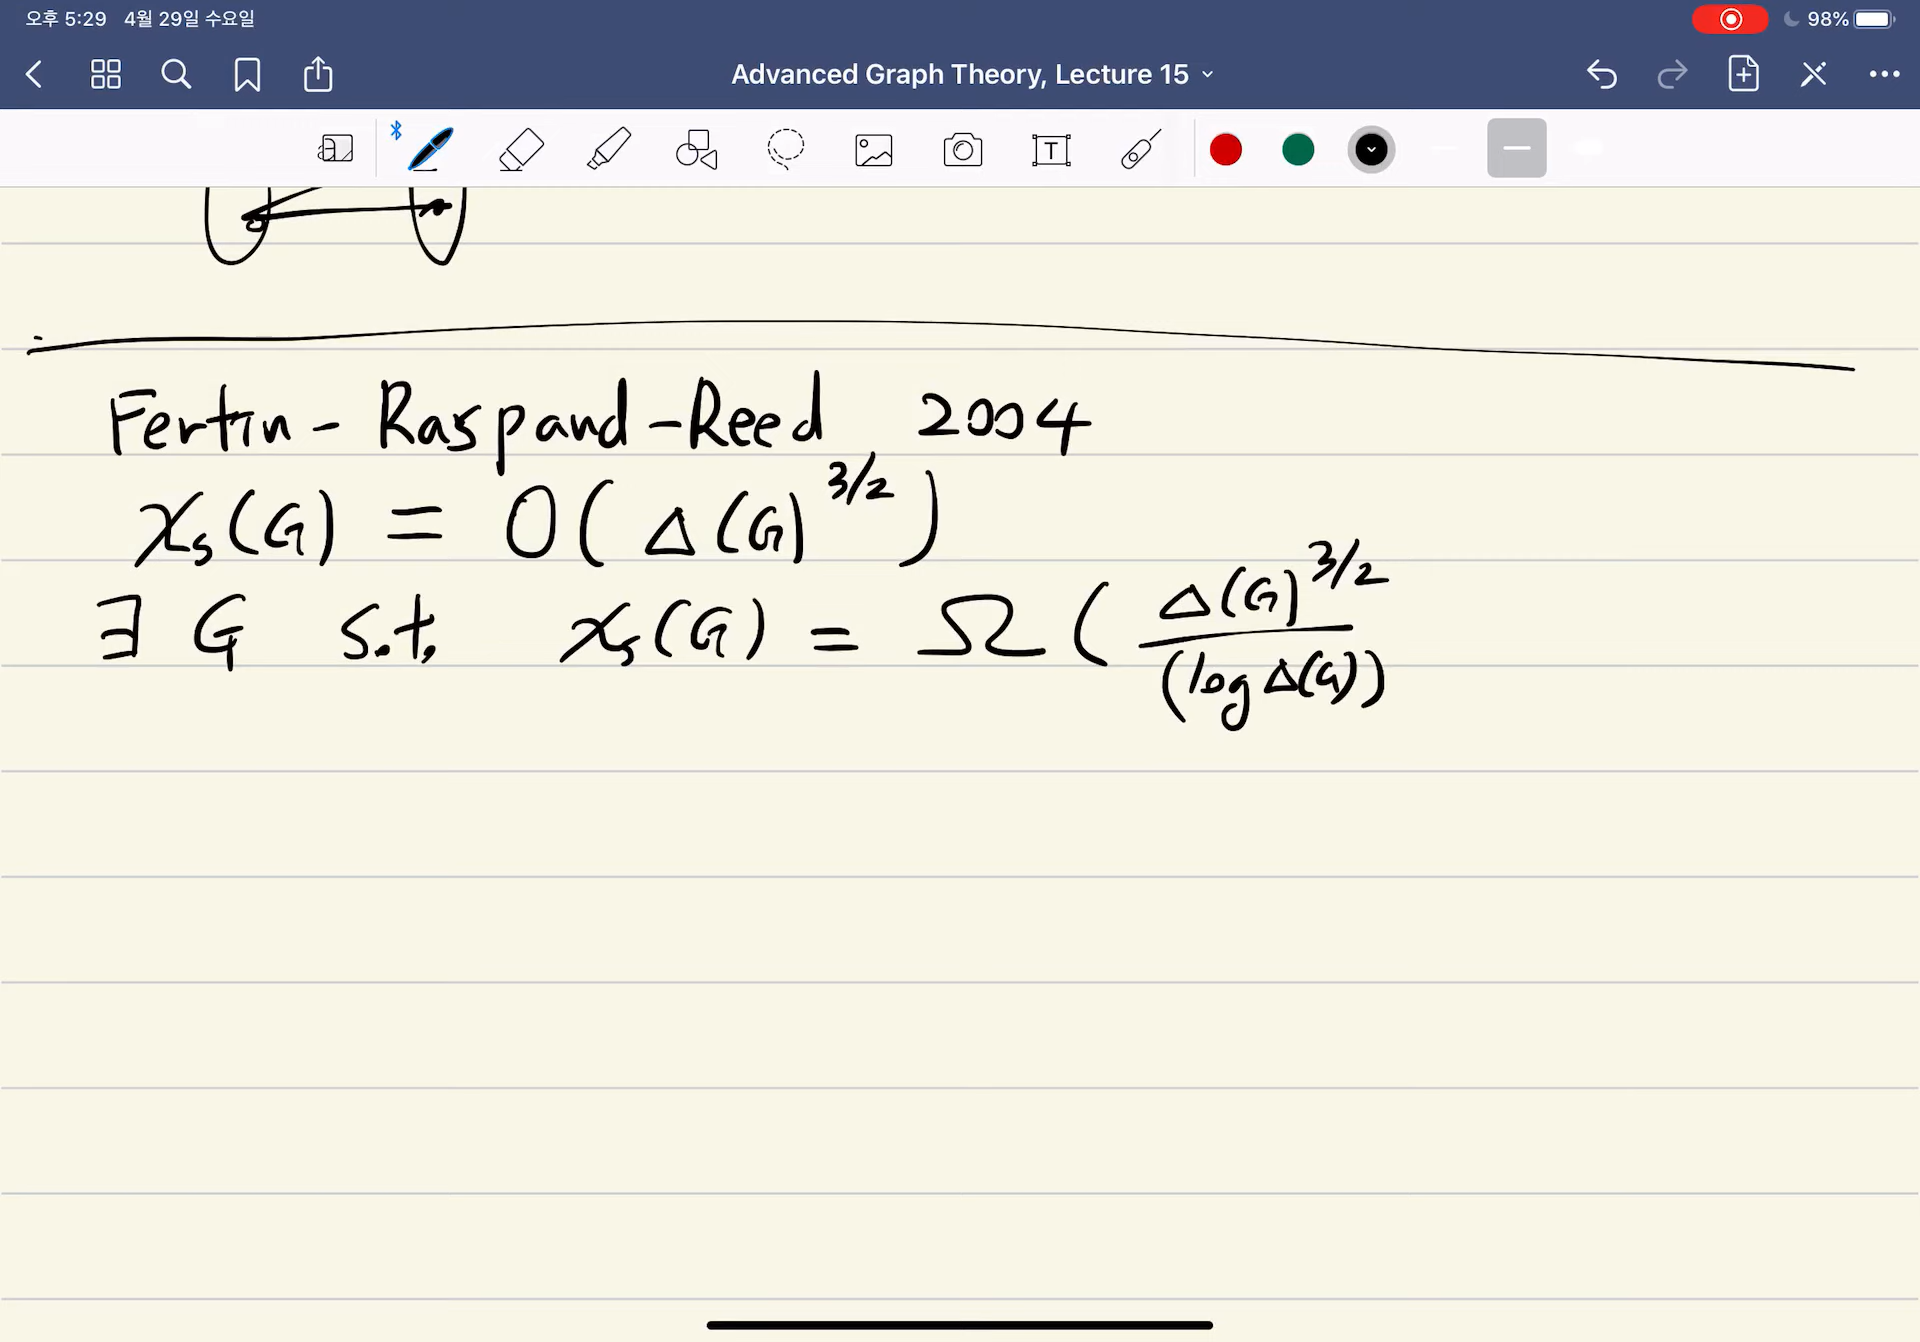 오후 5:29 4월 29일 수요일 98%
Advanced Graph Theory, Lecture 15
Fertin - Raspand - Reed 2004
χₛ(G) = O(Δ(G)^{3/2})
∃ G s.t. χₛ(G) = Ω(Δ(G)^{3/2} / (log Δ(G))